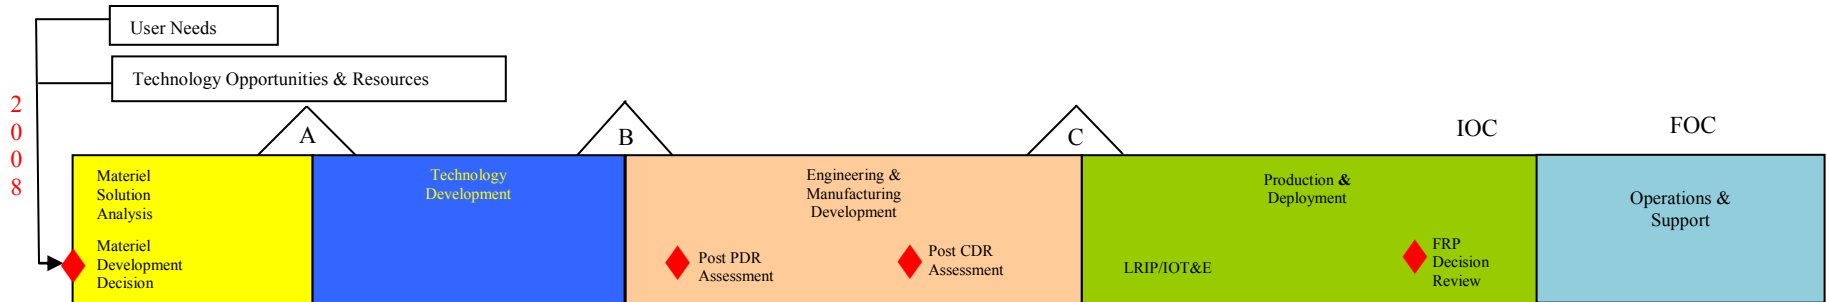 User Needs
Technology Opportunities & Resources
2
0
0
8
A
B
C
IOC
FOC
Materiel
Solution
Analysis
Materiel
Development
Decision
Technology
Development
Engineering &
Manufacturing
Development
Post PDR
Assessment
Post CDR
Assessment
Production &
Deployment
LRIP/IOT&E
FRP
Decision
Review
Operations &
Support